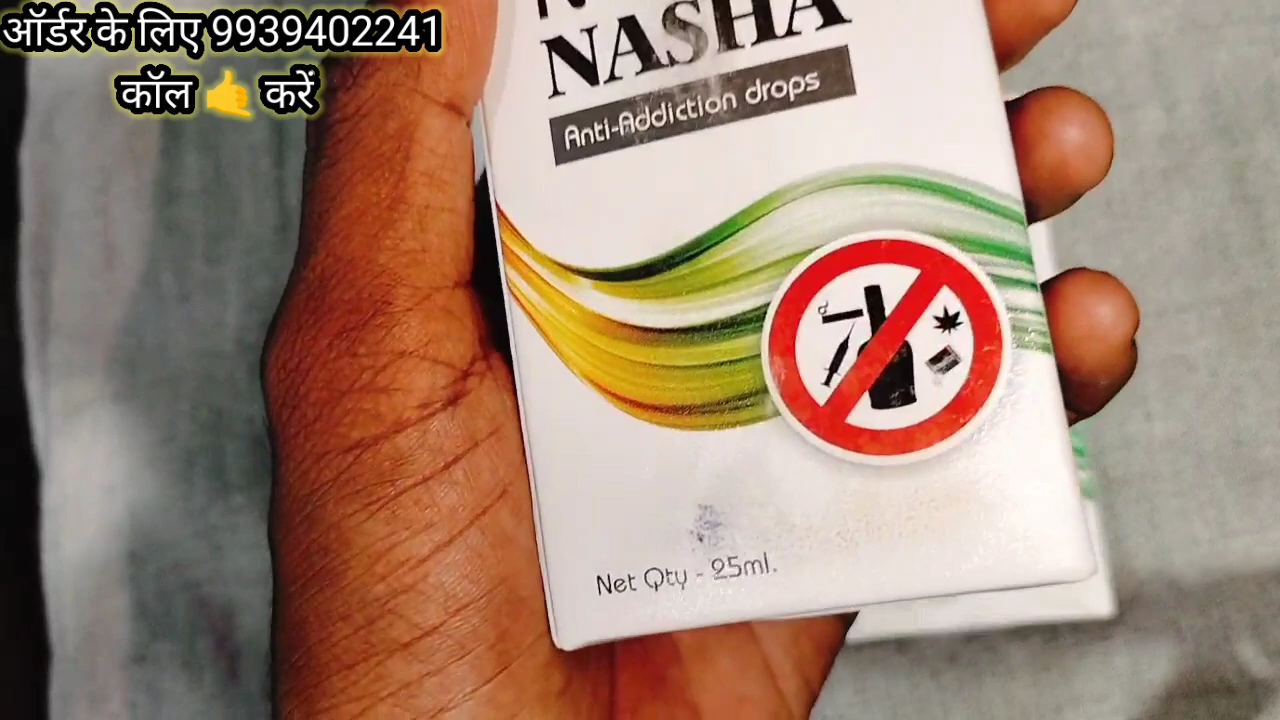 ऑर्डर के लिए 9939402241
कॉल 🤙 करें
NASHA
Anti-Addiction drops
Net Qty - 25ml.